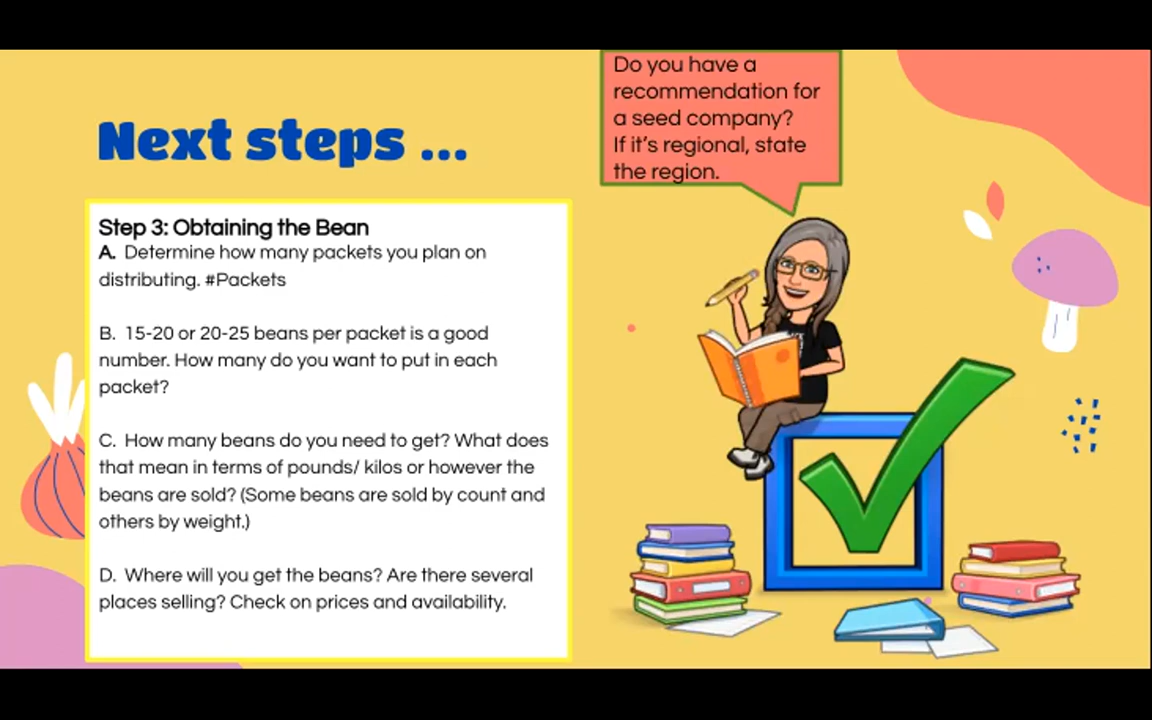 Next steps ...
Step 3: Obtaining the Bean
A. Determine how many packets you plan on
distributing. #Packets
B. 15-20 or 20-25 beans per packet is a good
number. How many do you want to put in each
packet?
C. How many beans do you need to get? What does
that mean in terms of pounds/ kilos or however the
beans are sold? (Some beans are sold by count and
others by weight.)
D. Where will you get the beans? Are there several
places selling? Check on prices and availability.
Do you have a
recommendation for
a seed company?
If it's regional, state
the region.